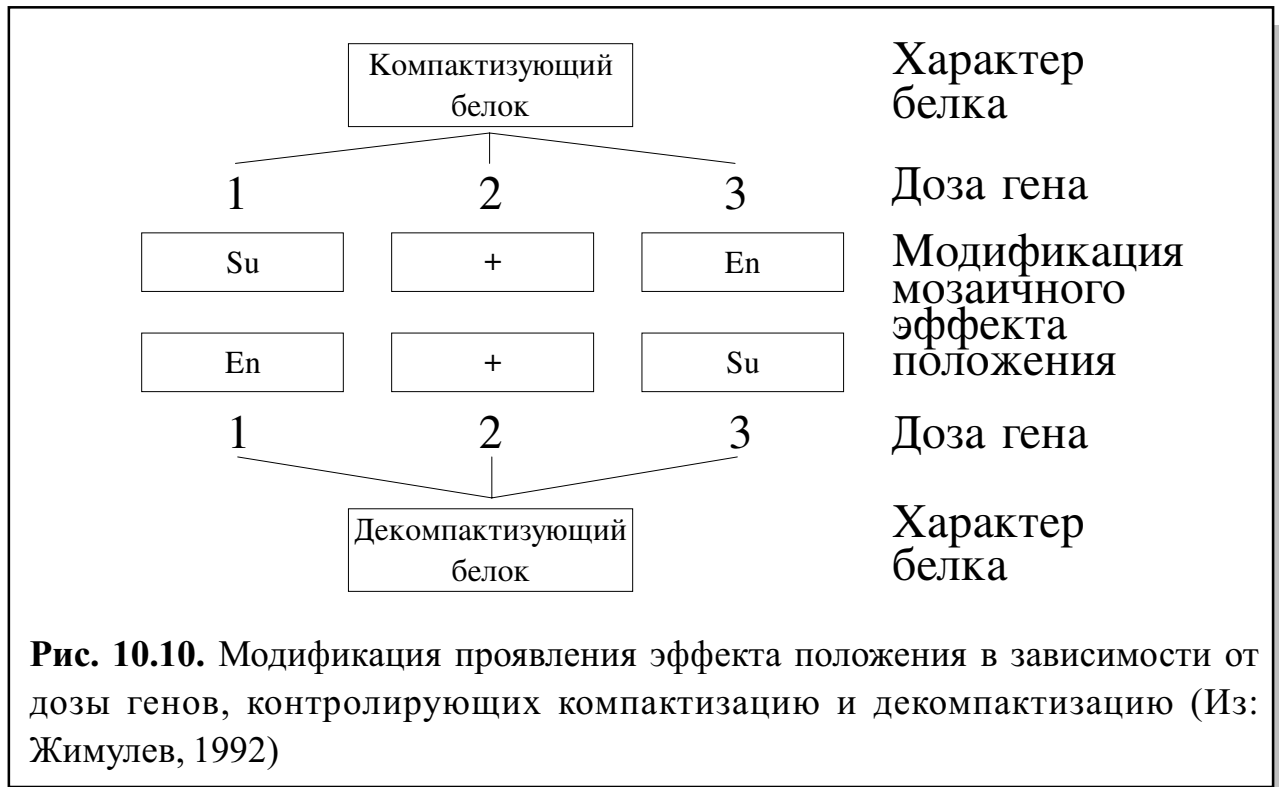 Компактизующий
белок
Характер
белка
1 2 3
Доза гена
Su + En
Модификация
мозаичного
эффекта
положения
En + Su
1 2 3
Доза гена
Декомпактизующий
белок
Характер
белка
Рис. 10.10. Модификация проявления эффекта положения в зависимости от
дозы генов, контролирующих компактизацию и декомпактизацию (Из:
Жимулев, 1992)